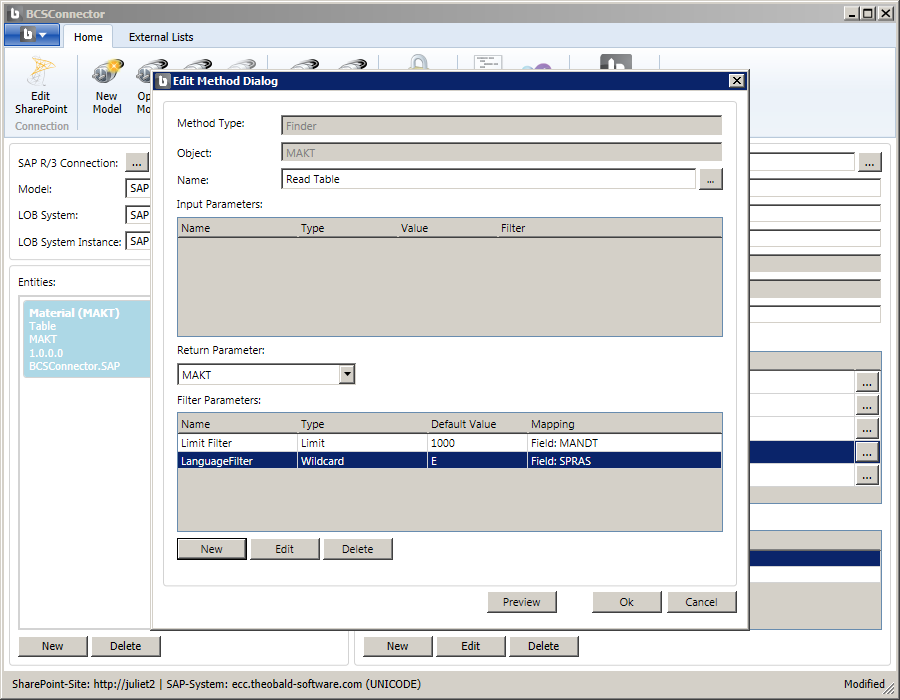 BCSConnector
Home
External Lists
Edit
SharePoint
Connection
New
Model
Op
Mo
Edit Method Dialog
Method Type:
Finder
Object:
MAKT
Name:
Read Table
...
Input Parameters:
Name Type Value Filter
Return Parameter:
MAKT
Filter Parameters:
Name Type Default Value Mapping
Limit Filter Limit 1000 Field: MANDT
LanguageFilter Wildcard E Field: SPRAS
New Edit Delete
Preview Ok Cancel
SAP R/3 Connection: ...
Model: SAP
LOB System: SAP
LOB System Instance: SAP
Entities:
Material (MAKT)
Table
MAKT
1.0.0.0
BCSConnector.SAP
...
...
...
...
...
...
New Delete
New Edit Delete
SharePoint-Site: http://juliet2 | SAP-System: ecc.theobald-software.com (UNICODE)
Modified